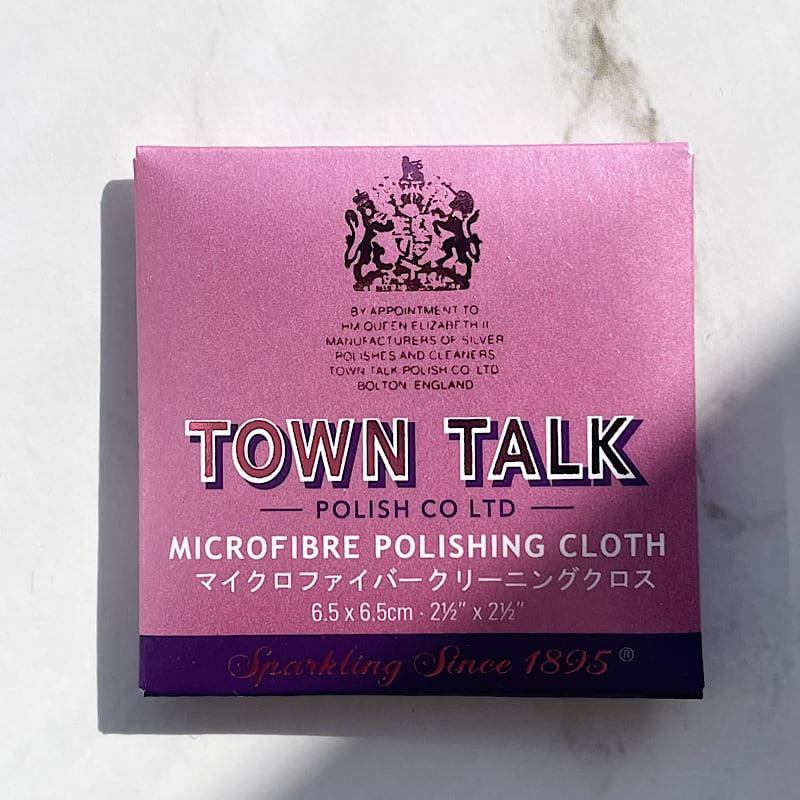 BY APPOINTMENT TO
HM QUEEN ELIZABETH II
MANUFACTURERS OF SILVER
POLISHES AND CLEANERS
TOWN TALK POLISH CO LTD
BOLTON ENGLAND
TOWN TALK
POLISH CO LTD
MICROFIBRE POLISHING CLOTH
マイクロファイバークリーニングクロス
6.5 x 6.5cm · 2½" x 2½"
Sparkling Since 1895®